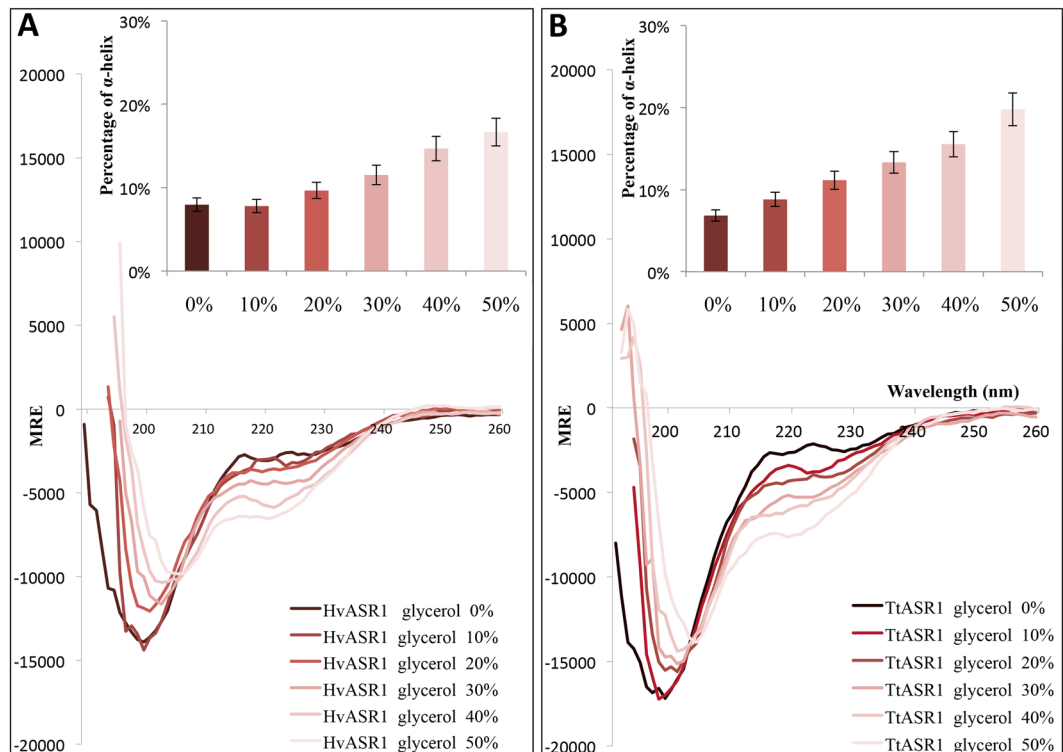 A
Percentage of α-helix
30%
20%
10%
0%
0% 10% 20% 30% 40% 50%
MRE
20000
15000
10000
5000
0
-5000
-10000
-15000
-20000
200 210 220 230 240 250 260
HvASR1 glycerol 0%
HvASR1 glycerol 10%
HvASR1 glycerol 20%
HvASR1 glycerol 30%
HvASR1 glycerol 40%
HvASR1 glycerol 50%
B
Percentage of α-helix
30%
20%
10%
0%
0% 10% 20% 30% 40% 50%
Wavelength (nm)
MRE
20000
15000
10000
5000
0
-5000
-10000
-15000
-20000
200 210 220 230 240 250 260
TtASR1 glycerol 0%
TtASR1 glycerol 10%
TtASR1 glycerol 20%
TtASR1 glycerol 30%
TtASR1 glycerol 40%
TtASR1 glycerol 50%